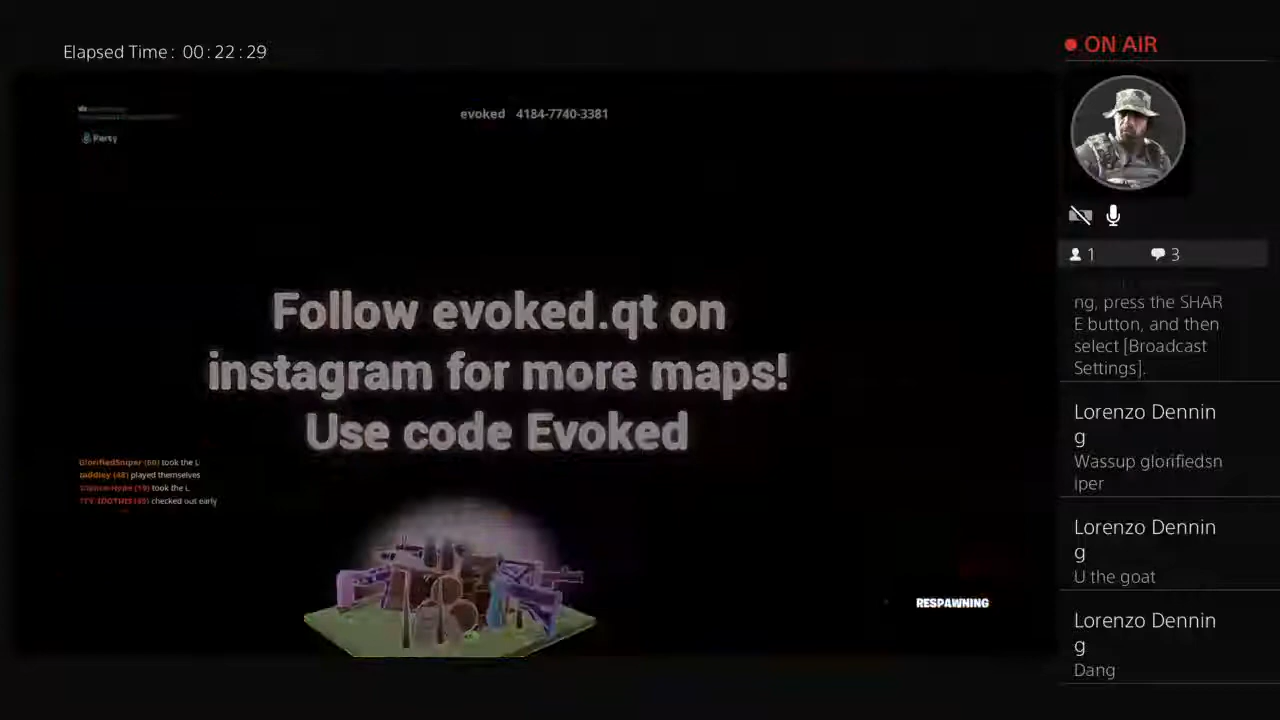 Elapsed Time: 00:22:29
ON AIR
evoked 4184-7740-3381
Party
1
3
Follow evoked.qt on
instagram for more maps!
Use code Evoked
GlorifiedSniper (60) took the L
played themselves
took the L
checked out early
RESPAWNING
ng, press the SHAR
E button, and then
select [Broadcast
Settings].
Lorenzo Dennin
g
Wassup glorifiedsn
iper
Lorenzo Dennin
g
U the goat
Lorenzo Dennin
g
Dang